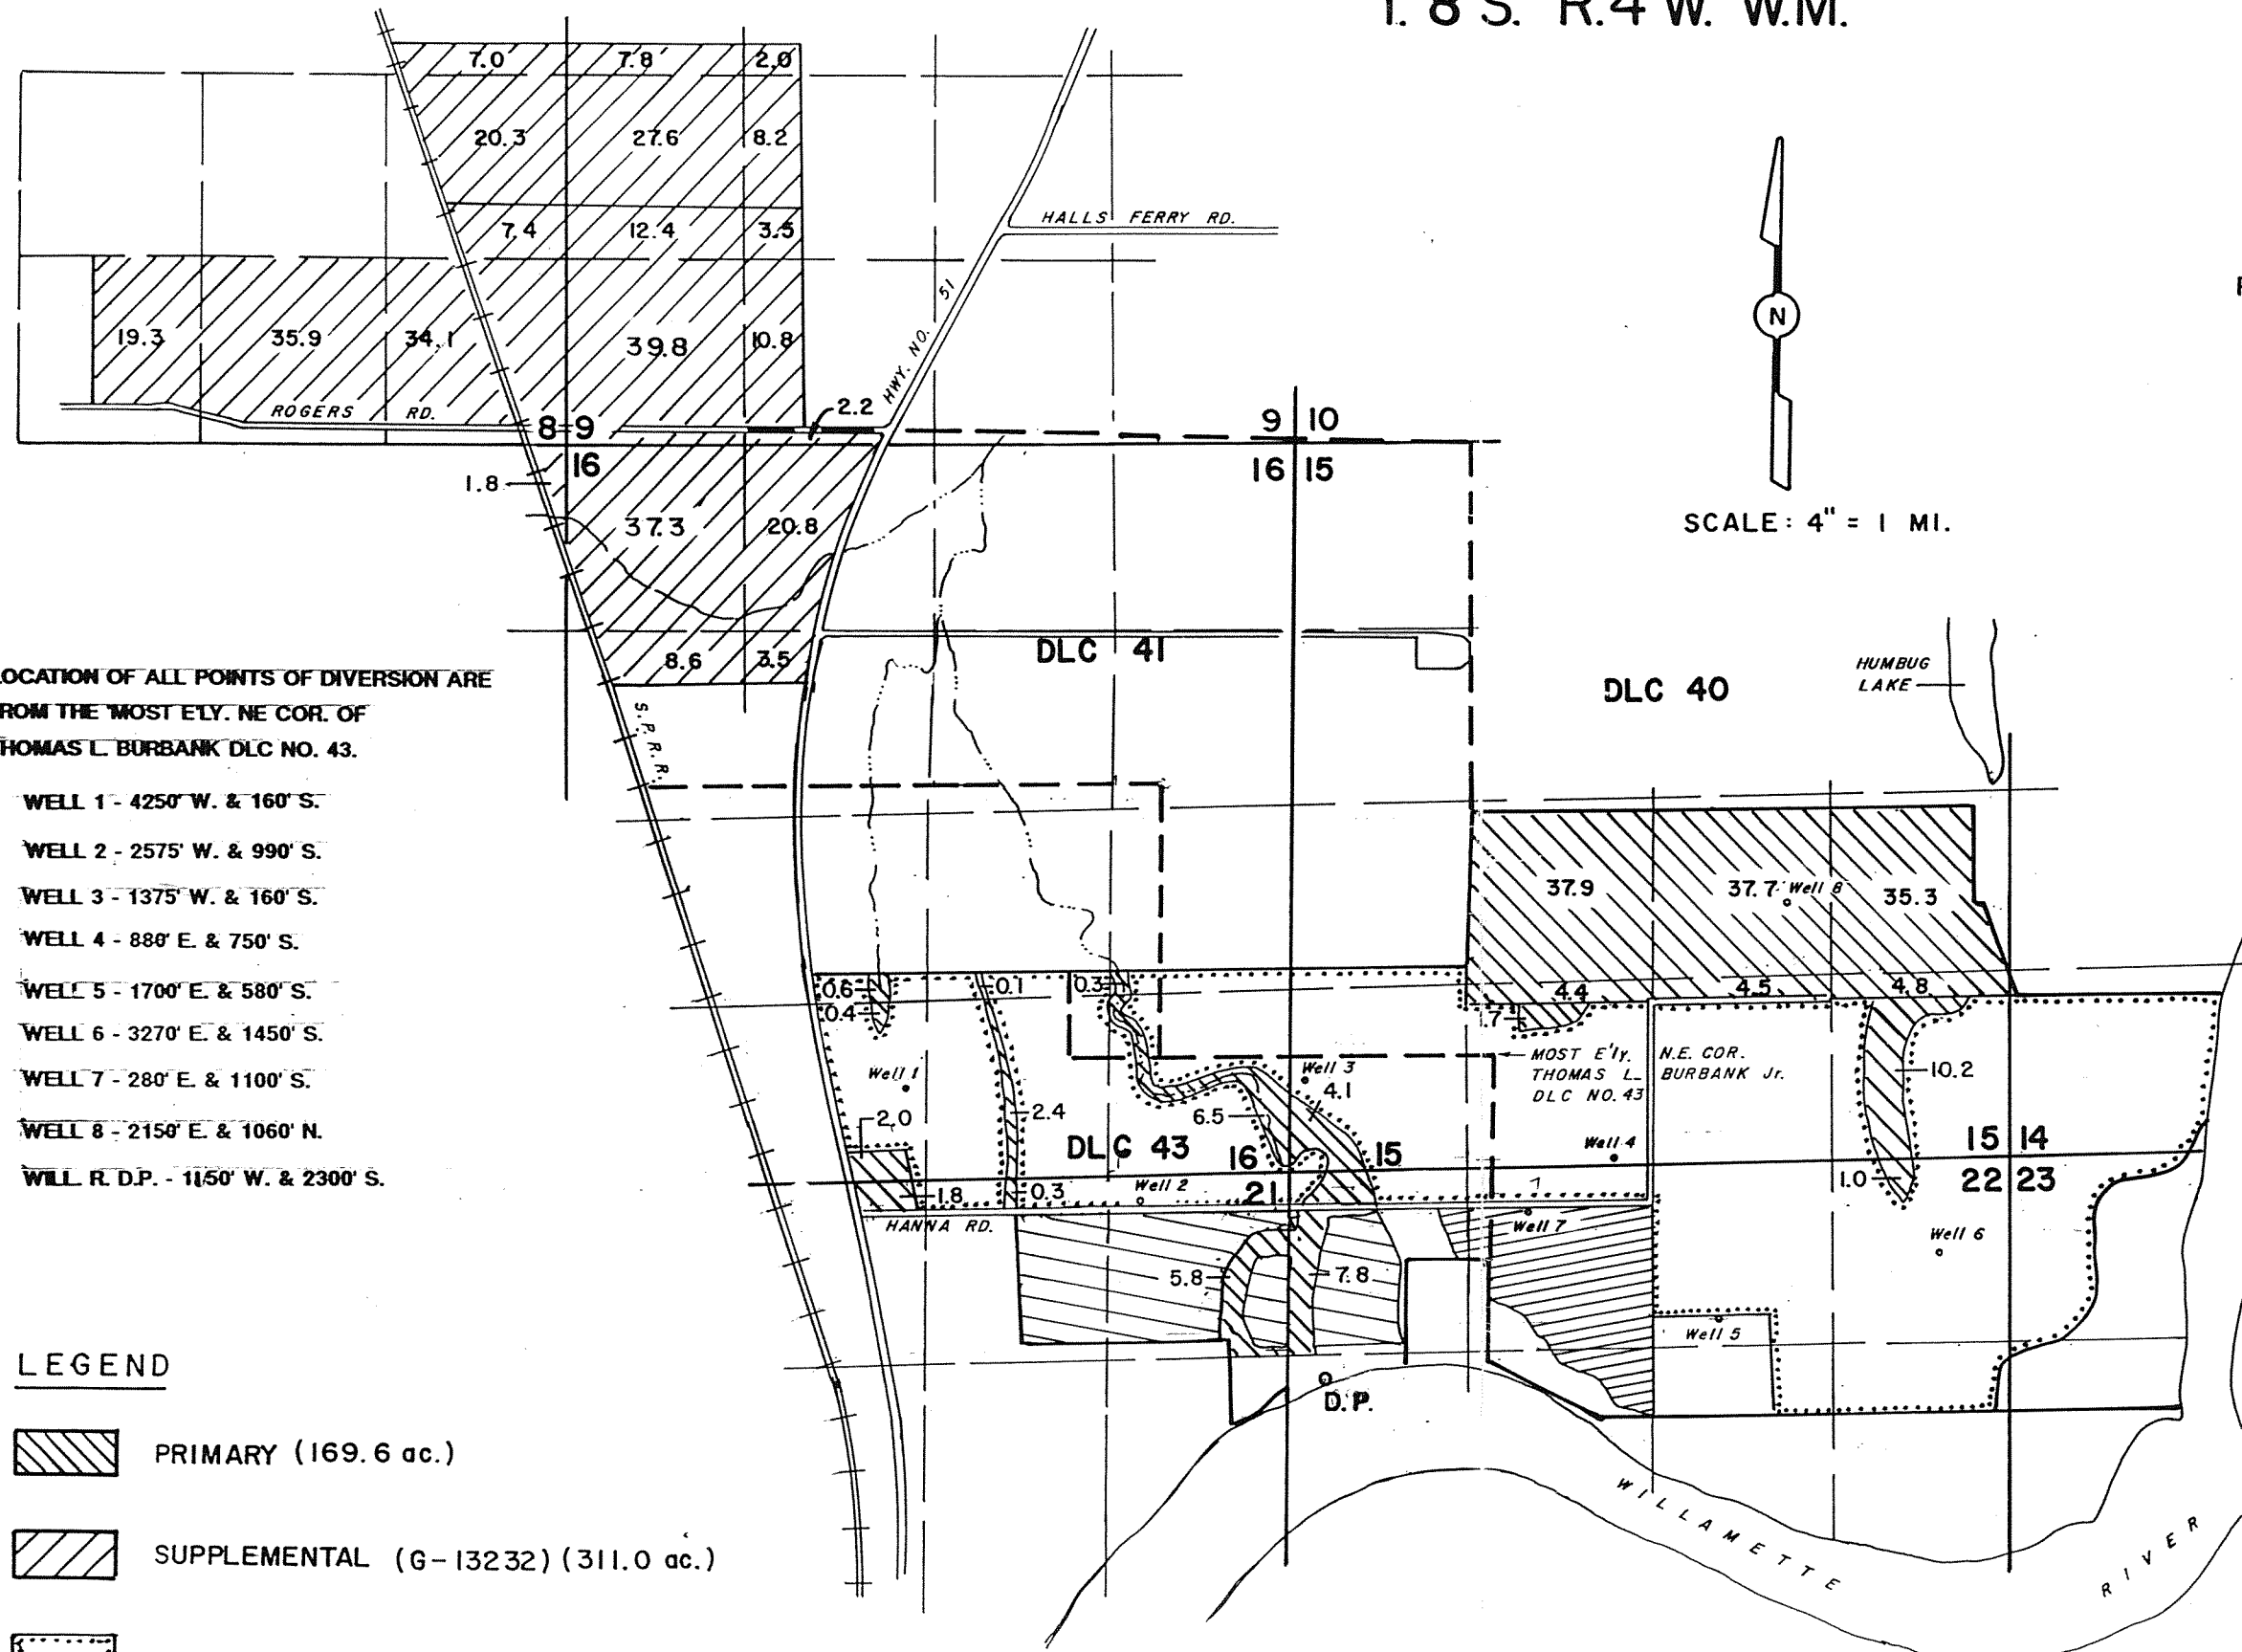 T. 8 S. R.4 W. W.M.
7.0 7.8 2.0
20.3 27.6 8.2
7.4 12.4 3.5
HALLS FERRY RD.
19.3 35.9 34.1 39.8 10.8
HWY. NO. 51
ROGERS RD.
2.2
8 9
16
9 10
16 15
1.8
37.3 20.8
8.6 3.5
N
SCALE: 4" = 1 MI.
DLC 41
DLC 40
HUMBUG
LAKE
S.P.R.R.
LOCATION OF ALL POINTS OF DIVERSION ARE
FROM THE MOST E'LY. NE COR. OF
THOMAS L. BURBANK DLC NO. 43.
WELL 1 - 4250' W. & 160' S.
WELL 2 - 2575' W. & 990' S.
WELL 3 - 1375' W. & 160' S.
WELL 4 - 880' E. & 750' S.
WELL 5 - 1700' E. & 580' S.
WELL 6 - 3270' E. & 1450' S.
WELL 7 - 280' E. & 1100' S.
WELL 8 - 2150' E. & 1060' N.
WILL. R. D.P. - 1150' W. & 2300' S.
37.9 37.7 Well 8 35.3
0.6 0.1 0.3 4.4 4.5 4.8
0.4 .7
MOST E'ly. N.E. COR.
THOMAS L. BURBANK Jr.
DLC NO. 43
Well 1
Well 3
4.1
10.2
2.0
2.4
6.5
DLC 43
16 15
21
Well 4
15 14
22 23
1.8 0.3 Well 2
1.0
HANNA RD.
7
Well 7
Well 6
5.8 7.8
Well 5
D.P.
WILLAMETTE RIVER
LEGEND
PRIMARY (169.6 ac.)
SUPPLEMENTAL (G-13232) (311.0 ac.)